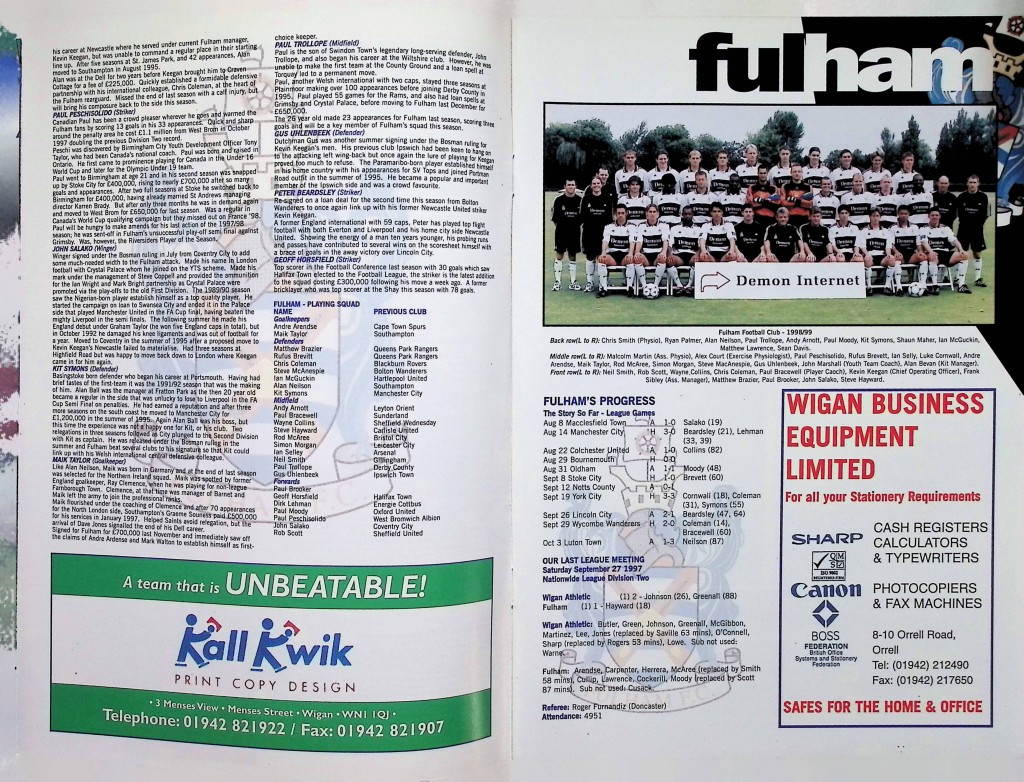 his career at Newcastle where he served under current Fulham manager,
Kevin Keegan, but was unable to command a regular place in their starting
line up. After five seasons at St. James Park, and 42 appearances, Alan
moved to Southampton in August 1995.
Alan was at the Dell for two years before Keegan brought him to Craven
Cottage for a fee of £225,000. Quickly established a formidable defensive
partnership with his international colleague, Chris Coleman, at the heart of
the Fulham rearguard. Missed the end of last season with a calf injury, but
will bring his composure back to the side this season.
PAUL PESCHISOLIDO (Striker)
Canadian Paul has been a crowd pleaser wherever he goes and warmed the
Fulham fans by scoring 13 goals in his 33 appearances. Quick and sharp
around the penalty area he cost £1.1 million from West Brom in October
1997 doubling the previous Division Two record.
Peschi was discovered by Birmingham City Youth Development Officer Tony
Taylor, who had been Canada's national coach. Paul was born and raised in
Ontario. He first came to prominence playing for Canada in the Under 16
World Cup and later for the Olympic Under 19 team.
Paul went to Birmingham at age 21 and in his second season was snapped
up by Stoke City for £400,000, rising to nearly £700,000 after so many
goals and appearances. After two full seasons at Stoke he switched back to
Birmingham for £400,000, having already married St Andrews managing
director Karren Brady. But after only three months he was in demand again
and moved to West Brom for £650,000 for last season. Was a regular in
Canada's World Cup qualifying campaign but they missed out on France '98.
Paul will be hungry to make amends for his last action of the 1997/98
season; he was sent-off in Fulham's unsuccessful play-off semi final against
Grimsby. Was, however, the Riversiders Player of the Season.
JOHN SALAKO (Winger)
Winger signed under the Bosman ruling in July from Coventry City to add
some much-needed width to the Fulham attack. Made his name in London
football with Crystal Palace whom he joined on the YTS scheme. Made his
mark under the management of Steve Coppell and provided the ammunition
for the Ian Wright and Mark Bright partnership as Crystal Palace were
promoted via the play-offs to the old First Division. The 1989/90 season
saw the Nigerian-born player establish himself as a top quality player. He
started the campaign on loan to Swansea City and ended it in the Palace
side that played Manchester United in the FA Cup final, having beaten the
mighty Liverpool in the semi finals. The following summer he made his
England debut under Graham Taylor (he won five England caps in total), but
in October 1992 he damaged his knee ligaments and was out of football for
a year. Moved to Coventry in summer of 1995 after a proposed move to
Kevin Keegan's Newcastle failed to materialise. Had three seasons at
Highfield Road but was happy to move back down to London where Keegan
came in for him again.
KIT SYMONS (Defender)
Basingstoke born defender who began his career at Portsmouth. Having had
brief tastes of the first-team it was the 1991/92 season that was the making
of him. Alan Ball was the manager at Fratton Park as the then 20 year old
became a regular in the side that was unlucky to lose to Liverpool in the FA
Cup Semi Final on penalties. He had earned a reputation and after three
more seasons on the south coast he moved to Manchester City for
£1,200,000 in the summer of 1995. Again Alan Ball was his boss, but
this time the experience was not a happy one for Kit, or his club. Two
relegations in three seasons followed as City plunged to the Second Division
with Kit as captain. He was released under the Bosman ruling in the
summer and Fulham beat several clubs to his signature so that Kit could
link up with his Welsh international central defensive colleague.
MAIK TAYLOR (Goalkeeper)
Like Alan Neilson, Maik was born in Germany and at the end of last season
was selected for the Northern Ireland squad. Maik was spotted by former
England goalkeeper, Ray Clemence, when he was playing for non-league
Farnborough Town. Clemence, at that time was manager of Barnet and
Maik left the army to join the professional ranks.
Maik flourished under the coaching of Clemence and after 70 appearances
for the North London side, Southampton's Graeme Souness paid £500,000
for his services in January 1997. Helped Saints avoid relegation, but the
arrival of Dave Jones signalled the end of his Dell career.
Signed for Fulham for £700,000 last November and immediately saw off
the claims of Andre Arendse and Mark Walton to establish himself as first-
choice keeper.
PAUL TROLLOPE (Midfield)
Paul is the son of Swindon Town's legendary long-serving defender, John
Trollope, and also began his career at the Wiltshire club. However, he was
unable to make the first team at the County Ground and a loan spell at
Torquay led to a permanent move.
Paul, another Welsh international with two caps, stayed three seasons at
Plainmoor making over 100 appearances before joining Derby County in
1995. Paul played 55 games for the Rams, and also had loan spells at
Grimsby and Crystal Palace, before moving to Fulham last December for
£650,000.
The 26 year old made 23 appearances for Fulham last season, scoring three
goals and will be a key member of Fulham's squad this season.
GUS UHLENBEEK (Defender)
Dutchman Gus was another summer signing under the Bosman ruling for
Kevin Keegan's men. His previous club Ipswich had been keen to hang on
to the attacking left wing-back but once again the lure of playing for Keegan
proved too much to refuse. The Paramaribo-born player established himself
in his home country with his appearances for SV Tops and joined Portman
Road outfit in the summer of 1995. He became a popular and important
member of the Ipswich side and was a crowd favourite.
PETER BEARDSLEY (Striker)
Re-signed on a loan deal for the second time this season from Bolton
Wanderers to once again link up with his former Newcastle United striker
Kevin Keegan.
A former England international with 59 caps, Peter has played top flight
football with both Everton and Liverpool and his home city side Newcastle
United. Showing the energy of a man ten years younger, his probing runs
and passes have contributed to several wins on the scoresheet himself with
a brace of goals in the away victory over Lincoln City.
GEOFF HORSFIELD (Striker)
Top scorer in the Football Conference last season with 30 goals which saw
Halifax Town elected to the Football League, the striker is the latest addition
to the squad costing £300,000 following his move a week ago. A former
bricklayer who was top scorer at the Shay this season with 78 goals.
FULHAM - PLAYING SQUAD
NAME PREVIOUS CLUB
Goalkeepers
Andre Arendse Cape Town Spurs
Maik Taylor Southampton
Defenders
Matthew Brazier Queens Park Rangers
Rufus Brevitt Queens Park Rangers
Chris Coleman Blackburn Rovers
Steve McAnespie Bolton Wanderers
Ian McGuckin Hartlepool United
Alan Neilson Southampton
Kit Symons Manchester City
Midfield
Andy Arnott Leyton Orient
Paul Bracewell Sunderland
Wayne Collins Sheffield Wednesday
Steve Hayward Carlisle United
Rod McAree Bristol City
Simon Morgan Leicester City
Ian Selley Arsenal
Neil Smith Gillingham
Paul Trollope Derby County
Gus Uhlenbeek Ipswich Town
Forwards
Paul Brooker
Geoff Horsfield Halifax Town
Dirk Lehman Energie Cottbus
Paul Moody Oxford United
Paul Peschisolido West Bromwich Albion
John Salako Coventry City
Rob Scott Sheffield United
A team that is UNBEATABLE!
Kall Kwik
PRINT COPY DESIGN
• 3 Menses View • Menses Street • Wigan • WN1 1QJ •
Telephone: 01942 821922 / Fax: 01942 821907
fulham
Demon Internet
Fulham Football Club - 1998/99
Back row(L to R): Chris Smith (Physio), Ryan Palmer, Alan Neilson, Paul Trollope, Andy Arnott, Paul Moody, Kit Symons, Shaun Maher, Ian McGuckin,
Matthew Lawrence, Sean Davis.
Middle row(L to R): Malcolm Martin (Ass. Physio), Alex Court (Exercise Physiologist), Paul Peschisolido, Rufus Brevett, Ian Selly, Luke Cornwall, Andre
Arendse, Maik Taylor, Rod McAree, Simon Morgan, Steve MacAnespie, Gus Uhlenbeek, John Marshall (Youth Team Coach), Alan Bevan (Kit Manager).
Front row(L to R): Neil Smith, Rob Scott, Wayne Collins, Chris Coleman, Paul Bracewell (Player Coach), Kevin Keegan (Chief Operating Officer), Frank
Sibley (Ass. Manager), Matthew Brazier, Paul Brooker, John Salako, Steve Hayward.
FULHAM'S PROGRESS
The Story So Far - League Games
Aug 8 Macclesfield Town A 1-0 Salako (19)
Aug 14 Manchester City H 3-0 Beardsley (21), Lehman
(33, 39)
Aug 22 Colchester United A 1-0 Collins (82)
Aug 29 Bournemouth H 0-0
Aug 31 Oldham A 1-1 Moody (48)
Sept 8 Stoke City H 1-0 Brevett (60)
Sept 12 Notts County A 0-1
Sept 19 York City H 3-3 Cornwall (18), Coleman
(31), Symons (55)
Sept 26 Lincoln City A 2-1 Beardsley (47, 64)
Sept 29 Wycombe Wanderers H 2-0 Coleman (14),
Bracewell (60)
Oct 3 Luton Town A 1-3 Neilson (87)
OUR LAST LEAGUE MEETING
Saturday September 27 1997
Nationwide League Division Two
Wigan Athletic (1) 2 - Johnson (26), Greenall (88)
Fulham (1) 1 - Hayward (18)
Wigan Athletic: Butler, Green, Johnson, Greenall, McGibbon,
Martinez, Lee, Jones (replaced by Saville 63 mins), O'Connell,
Sharp (replaced by Rogers 53 mins), Lowe. Sub not used:
Warne.
Fulham: Arendse, Carpenter, Herrera, McAree (replaced by Smith
58 mins), Cullip, Lawrence, Cockerill, Moody (replaced by Scott
87 mins). Sub not used: Cusack.
Referee: Roger Furnandiz (Doncaster)
Attendance: 4951
WIGAN BUSINESS
EQUIPMENT
LIMITED
For all your Stationery Requirements
SHARP
CASH REGISTERS
CALCULATORS
& TYPEWRITERS
Canon
PHOTOCOPIERS
& FAX MACHINES
BOSS
FEDERATION
British Office
Systems and Stationery
Federation
8-10 Orrell Road,
Orrell
Tel: (01942) 212490
Fax: (01942) 217650
SAFES FOR THE HOME & OFFICE